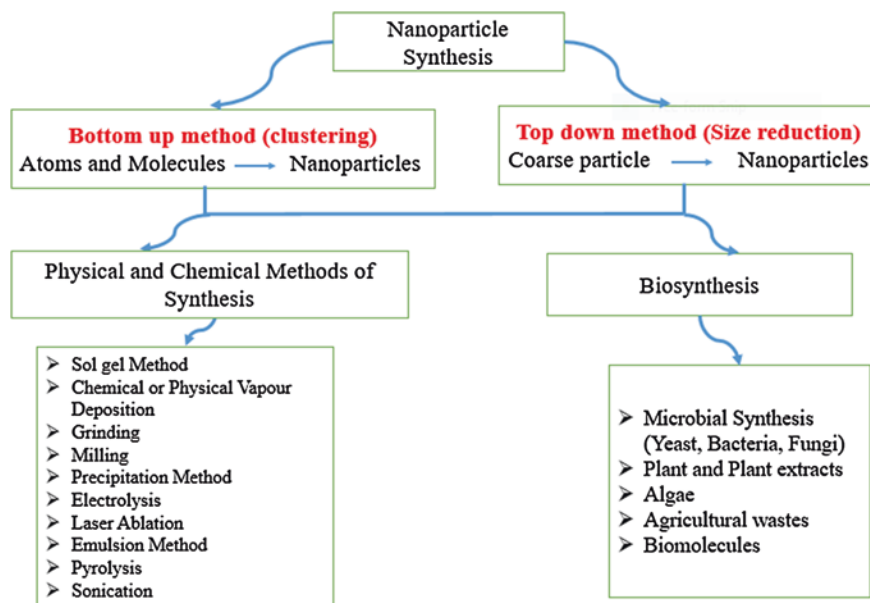 Nanoparticle
Synthesis
Bottom up method (clustering)
Atoms and Molecules → Nanoparticles
Top down method (Size reduction)
Coarse particle → Nanoparticles
Physical and Chemical Methods of
Synthesis
Biosynthesis
➢ Sol gel Method
➢ Chemical or Physical Vapour
Deposition
➢ Grinding
➢ Milling
➢ Precipitation Method
➢ Electrolysis
➢ Laser Ablation
➢ Emulsion Method
➢ Pyrolysis
➢ Sonication
➢ Microbial Synthesis
(Yeast, Bacteria, Fungi)
➢ Plant and Plant extracts
➢ Algae
➢ Agricultural wastes
➢ Biomolecules